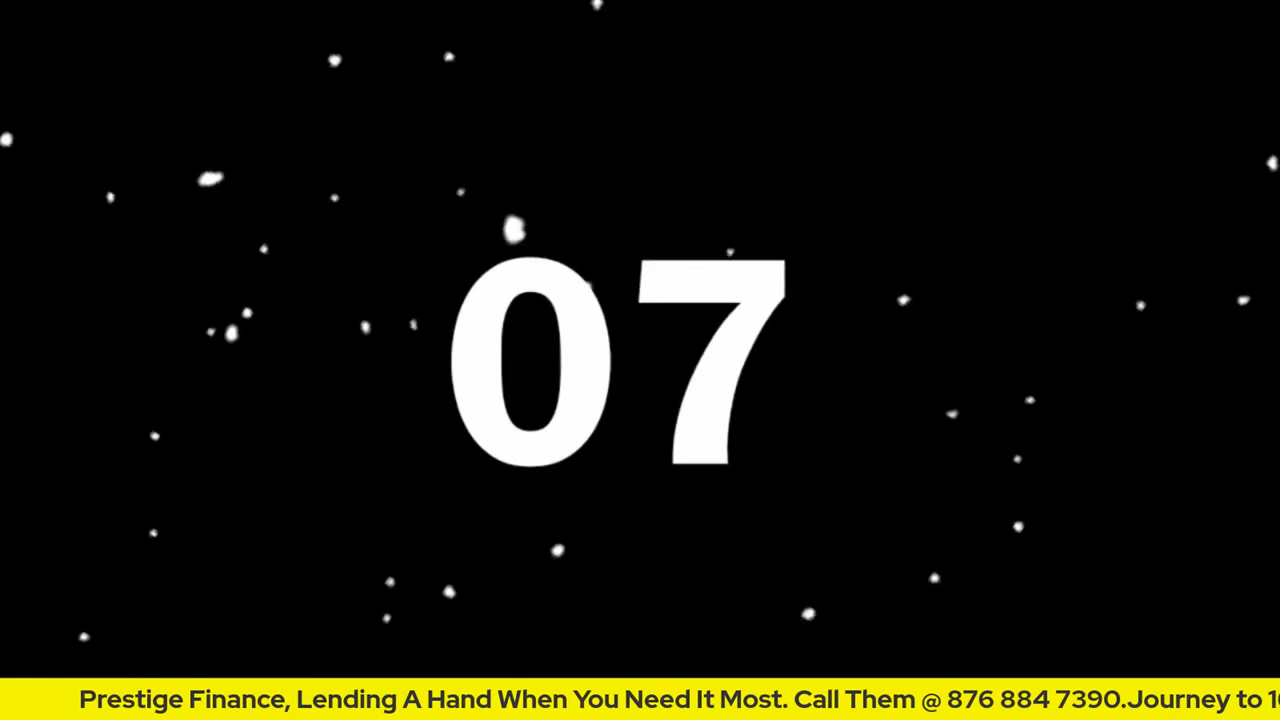 07
Prestige Finance, Lending A Hand When You Need It Most. Call Them @ 876 884 7390.Journey to